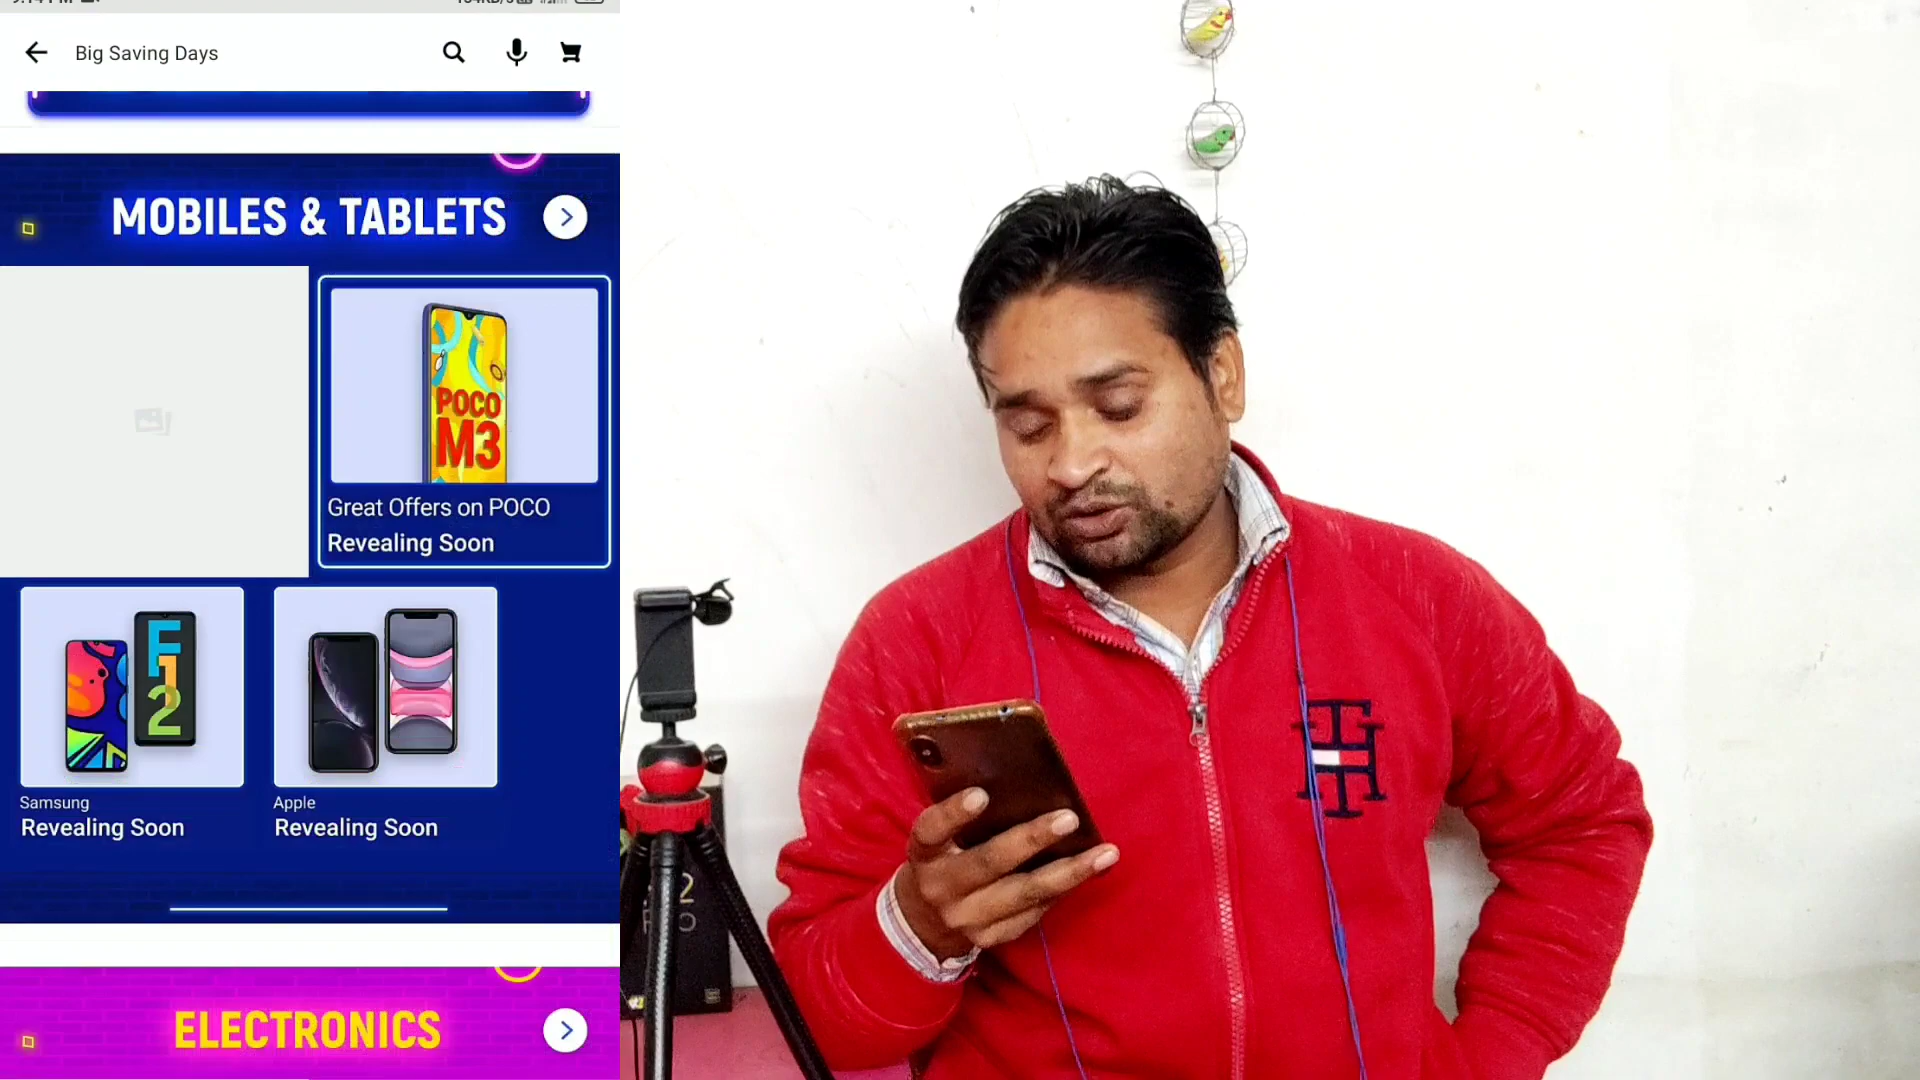 Big Saving Days
MOBILES & TABLETS
POCO
M3
Great Offers on POCO
Revealing Soon
F
12
Samsung
Revealing Soon
Apple
Revealing Soon
ELECTRONICS